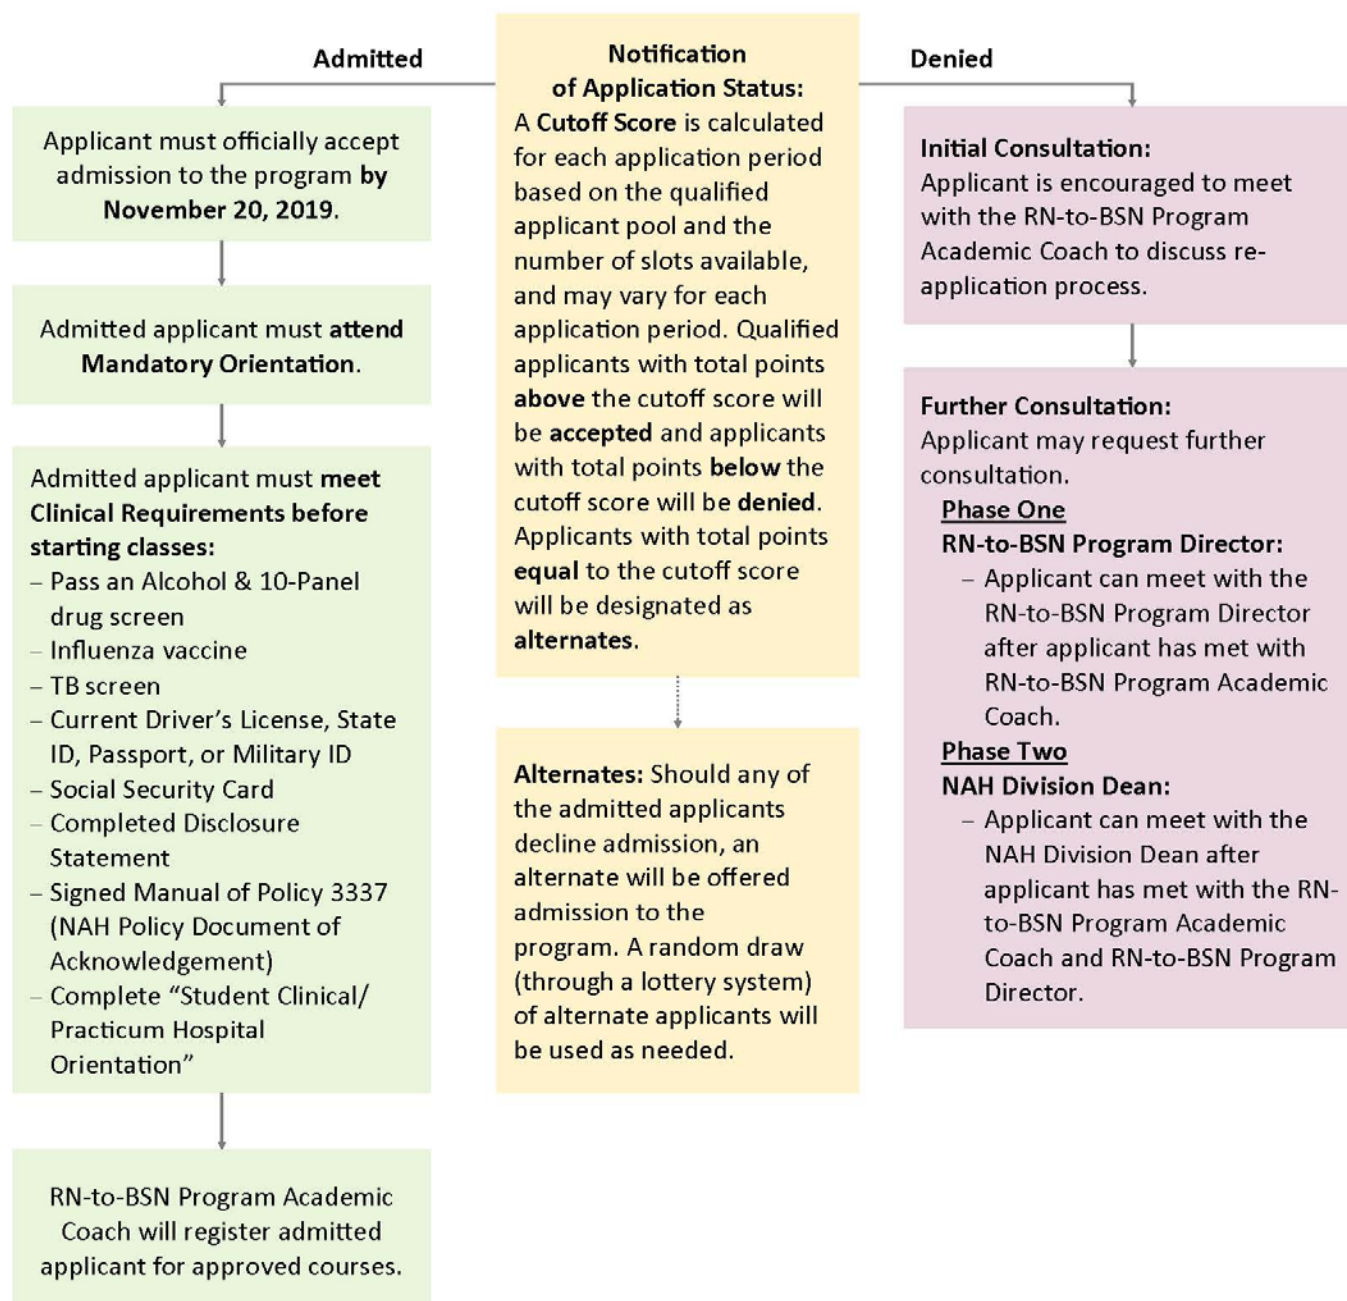 Admitted
Applicant must officially accept
admission to the program by
November 20, 2019.
Admitted applicant must attend
Mandatory Orientation.
Admitted applicant must meet
Clinical Requirements before
starting classes:
– Pass an Alcohol & 10-Panel
drug screen
– Influenza vaccine
– TB screen
– Current Driver’s License, State
ID, Passport, or Military ID
– Social Security Card
– Completed Disclosure
Statement
– Signed Manual of Policy 3337
(NAH Policy Document of
Acknowledgement)
– Complete “Student Clinical/
Practicum Hospital
Orientation”
RN-to-BSN Program Academic
Coach will register admitted
applicant for approved courses.
Notification
of Application Status:
A Cutoff Score is calculated
for each application period
based on the qualified
applicant pool and the
number of slots available,
and may vary for each
application period. Qualified
applicants with total points
above the cutoff score will
be accepted and applicants
with total points below the
cutoff score will be denied.
Applicants with total points
equal to the cutoff score
will be designated as
alternates.
Alternates: Should any of
the admitted applicants
decline admission, an
alternate will be offered
admission to the
program. A random draw
(through a lottery system)
of alternate applicants will
be used as needed.
Denied
Initial Consultation:
Applicant is encouraged to meet
with the RN-to-BSN Program
Academic Coach to discuss re-
application process.
Further Consultation:
Applicant may request further
consultation.
Phase One
RN-to-BSN Program Director:
– Applicant can meet with the
RN-to-BSN Program Director
after applicant has met with
RN-to-BSN Program Academic
Coach.
Phase Two
NAH Division Dean:
– Applicant can meet with the
NAH Division Dean after
applicant has met with the RN-
to-BSN Program Academic
Coach and RN-to-BSN Program
Director.